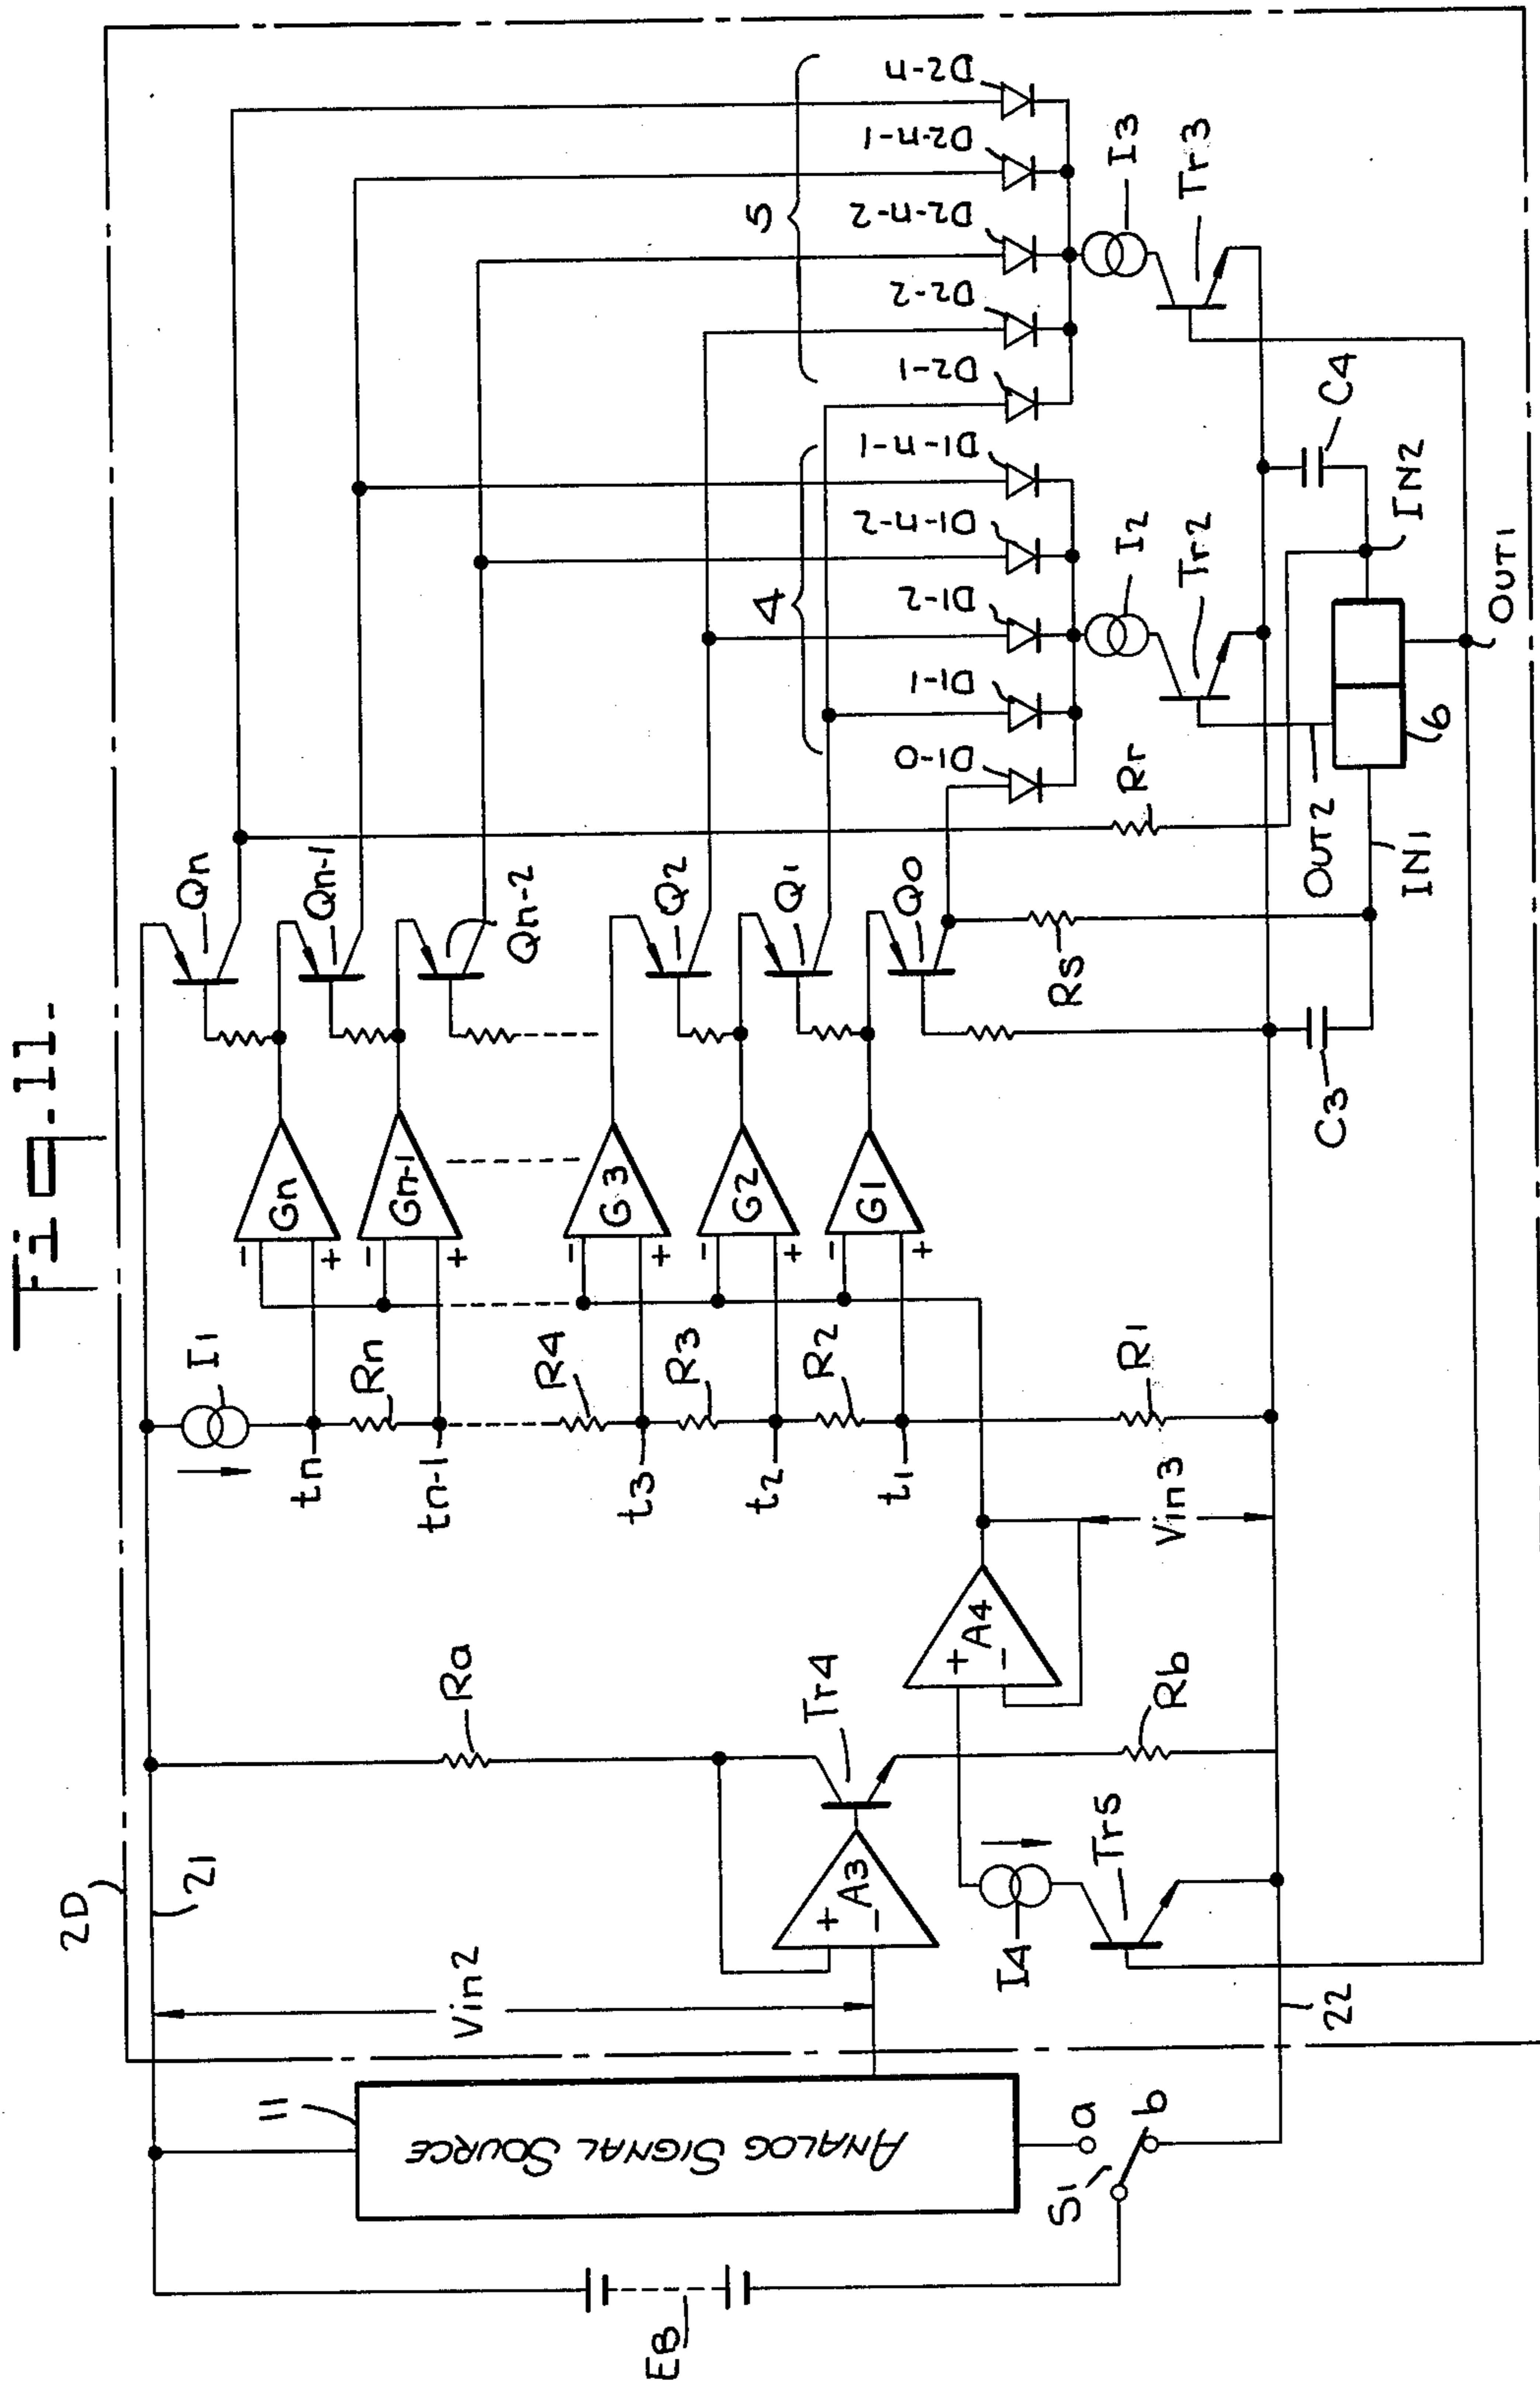 Fig. 11.
2D
21
Vin2
11
ANALOG SIGNAL SOURCE
EB
S1
a
b
22
Ra
A3
+
-
Tr4
Rb
I4
Tr5
A4
+
-
Vin3
I1
tn
Rn
tn-1
R4
t3
R3
t2
R2
t1
R1
Gn
-
+
Gn-1
-
+
G3
-
+
G2
-
+
G1
-
+
Qn
Qn-1
Qn-2
Q2
Q1
Q0
Rs
C3
Rr
IN1
OUT2
6
OUT1
IN2
C4
4
5
D1-0
D1-1
D1-2
D1-n-2
D1-n-1
D2-1
D2-2
D2-n-2
D2-n-1
D2-n
I2
Tr2
I3
Tr3